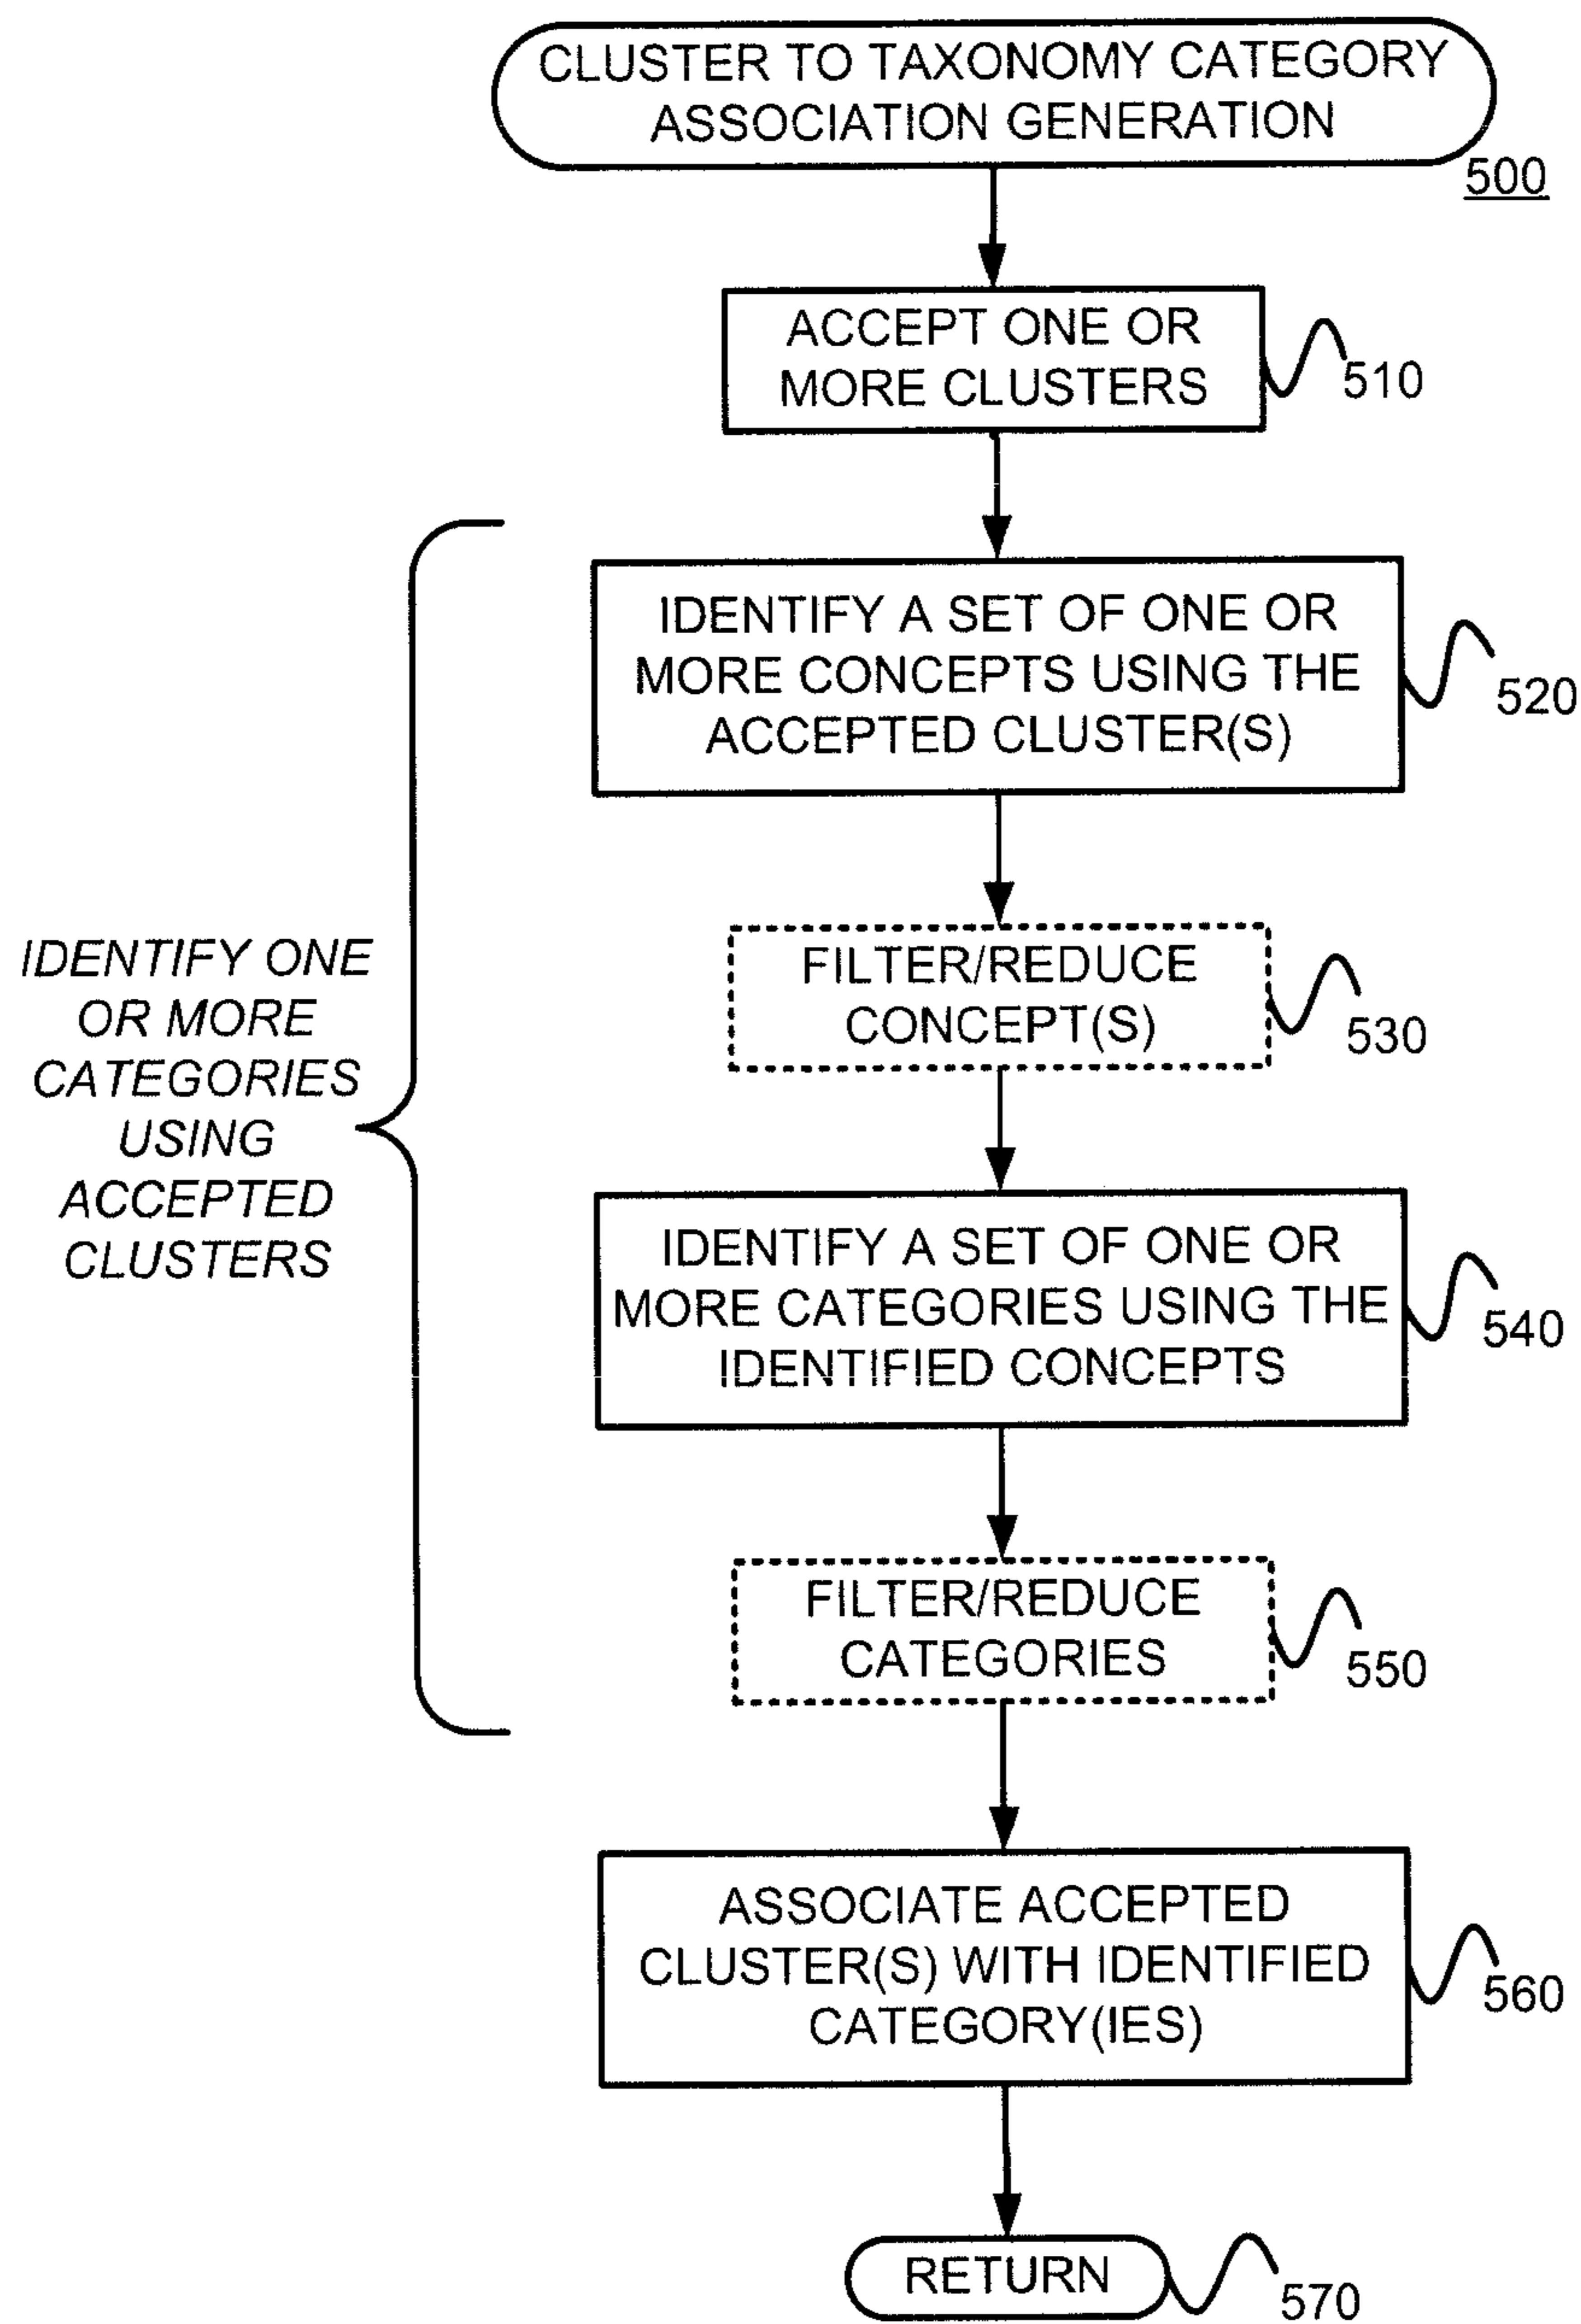 CLUSTER TO TAXONOMY CATEGORY
ASSOCIATION GENERATION
500
ACCEPT ONE OR
MORE CLUSTERS
510
IDENTIFY A SET OF ONE OR
MORE CONCEPTS USING THE
ACCEPTED CLUSTER(S)
520
FILTER/REDUCE
CONCEPT(S)
530
IDENTIFY ONE
OR MORE
CATEGORIES
USING
ACCEPTED
CLUSTERS
IDENTIFY A SET OF ONE OR
MORE CATEGORIES USING THE
IDENTIFIED CONCEPTS
540
FILTER/REDUCE
CATEGORIES
550
ASSOCIATE ACCEPTED
CLUSTER(S) WITH IDENTIFIED
CATEGORY(IES)
560
RETURN
570